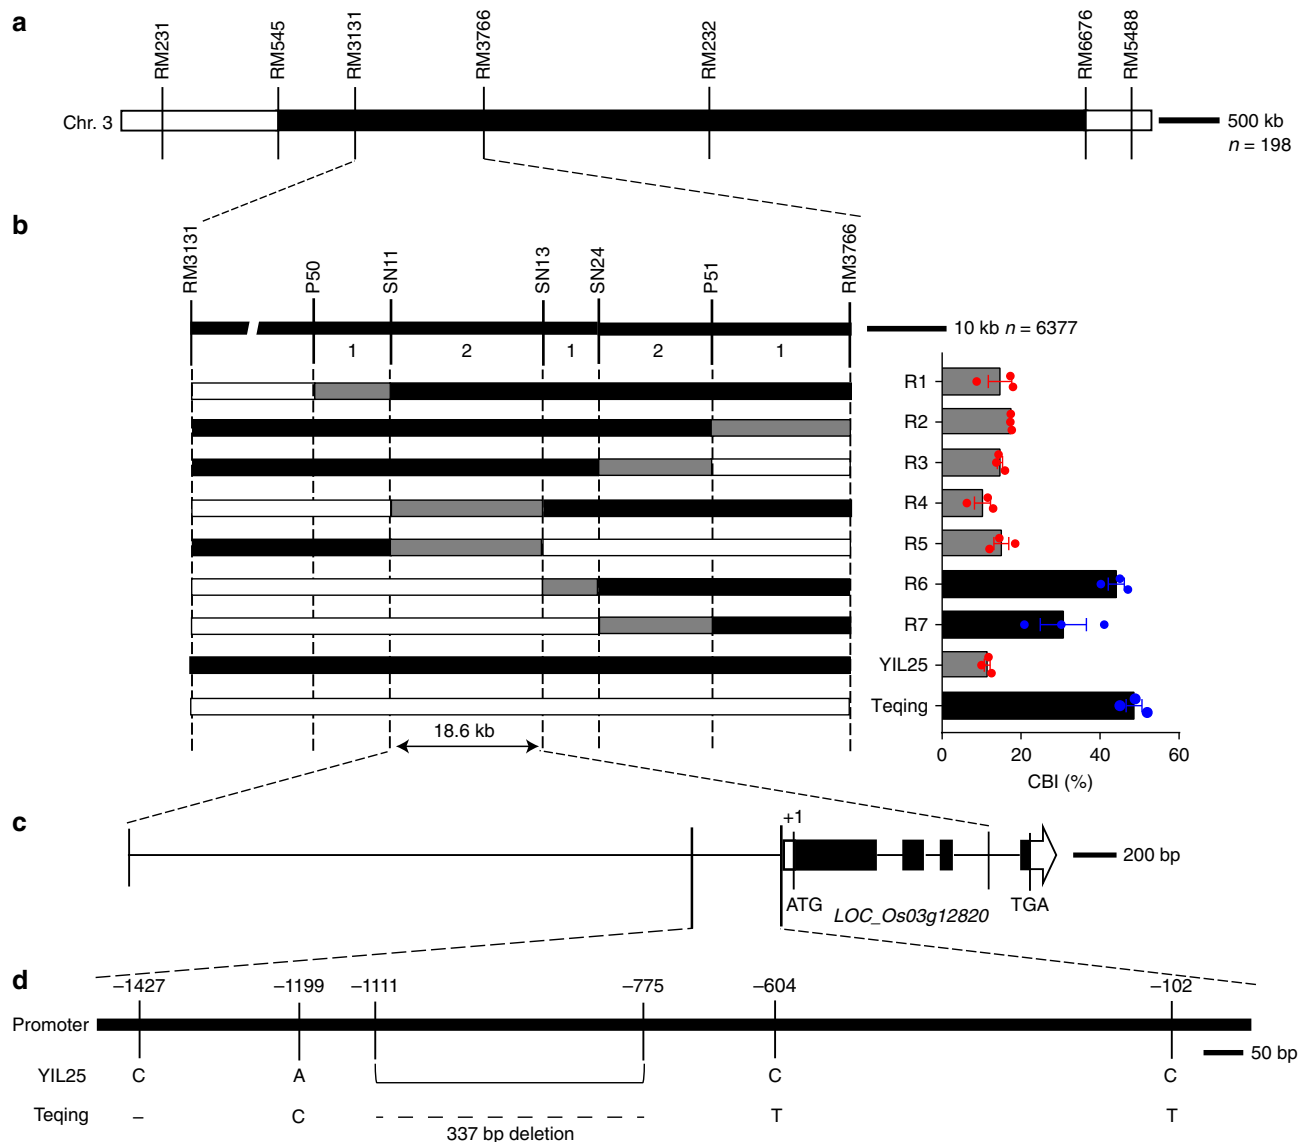 a
RM231
RM545
RM3131
RM3766
RM232
RM6676
RM5488
Chr. 3
500 kb
n = 198
b
RM3131
P50
SN11
SN13
SN24
P51
RM3766
10 kb n = 6377
1
2
1
2
1
R1
R2
R3
R4
R5
R6
R7
YIL25
Teqing
18.6 kb
0
20
40
60
CBI (%)
c
+1
200 bp
ATG
LOC_Os03g12820
TGA
d
–1427
–1199
–1111
–775
–604
–102
Promoter
50 bp
YIL25
C
A
C
C
Teqing
–
C
T
T
337 bp deletion